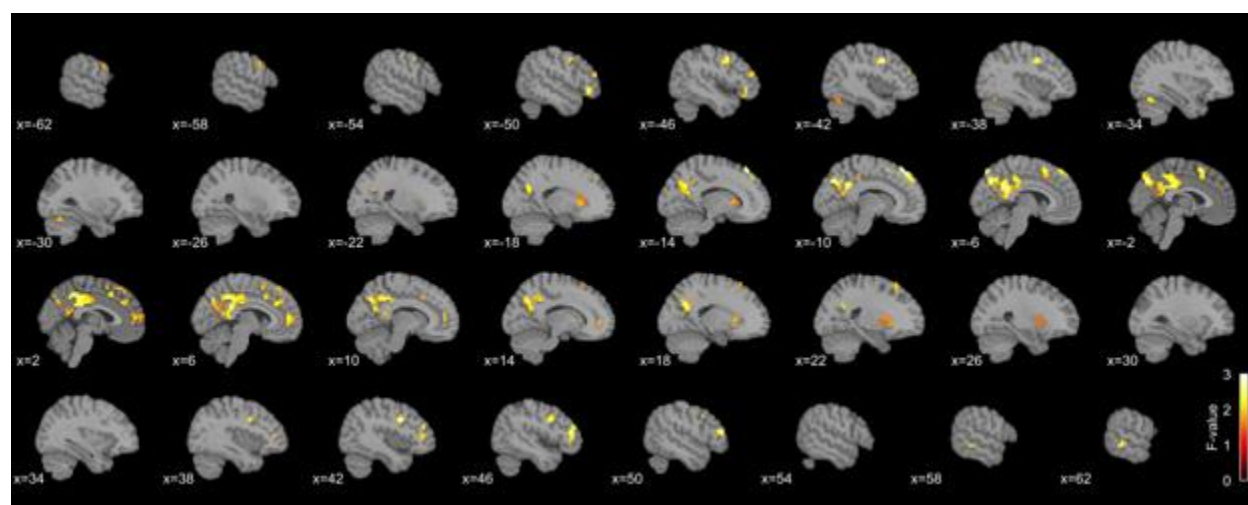 x=-62 x=-58 x=-54 x=-50 x=-46 x=-42 x=-38 x=-34
x=-30 x=-26 x=-22 x=-18 x=-14 x=-10 x=-6 x=-2
x=2 x=6 x=10 x=14 x=18 x=22 x=26 x=30
3
2
F-value
1
0
x=34 x=38 x=42 x=46 x=50 x=54 x=58 x=62